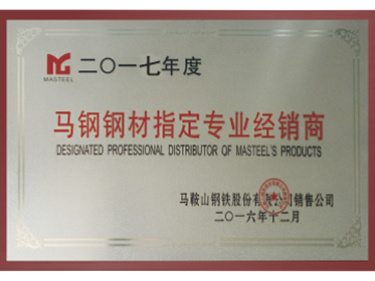 MASTEEL
二〇一七年度
马钢钢材指定专业经销商
DESIGNATED PROFESSIONAL DISTRIBUTOR OF MASTEEL'S PRODUCTS
马鞍山钢铁股份有限公司销售公司
二〇一六年十二月